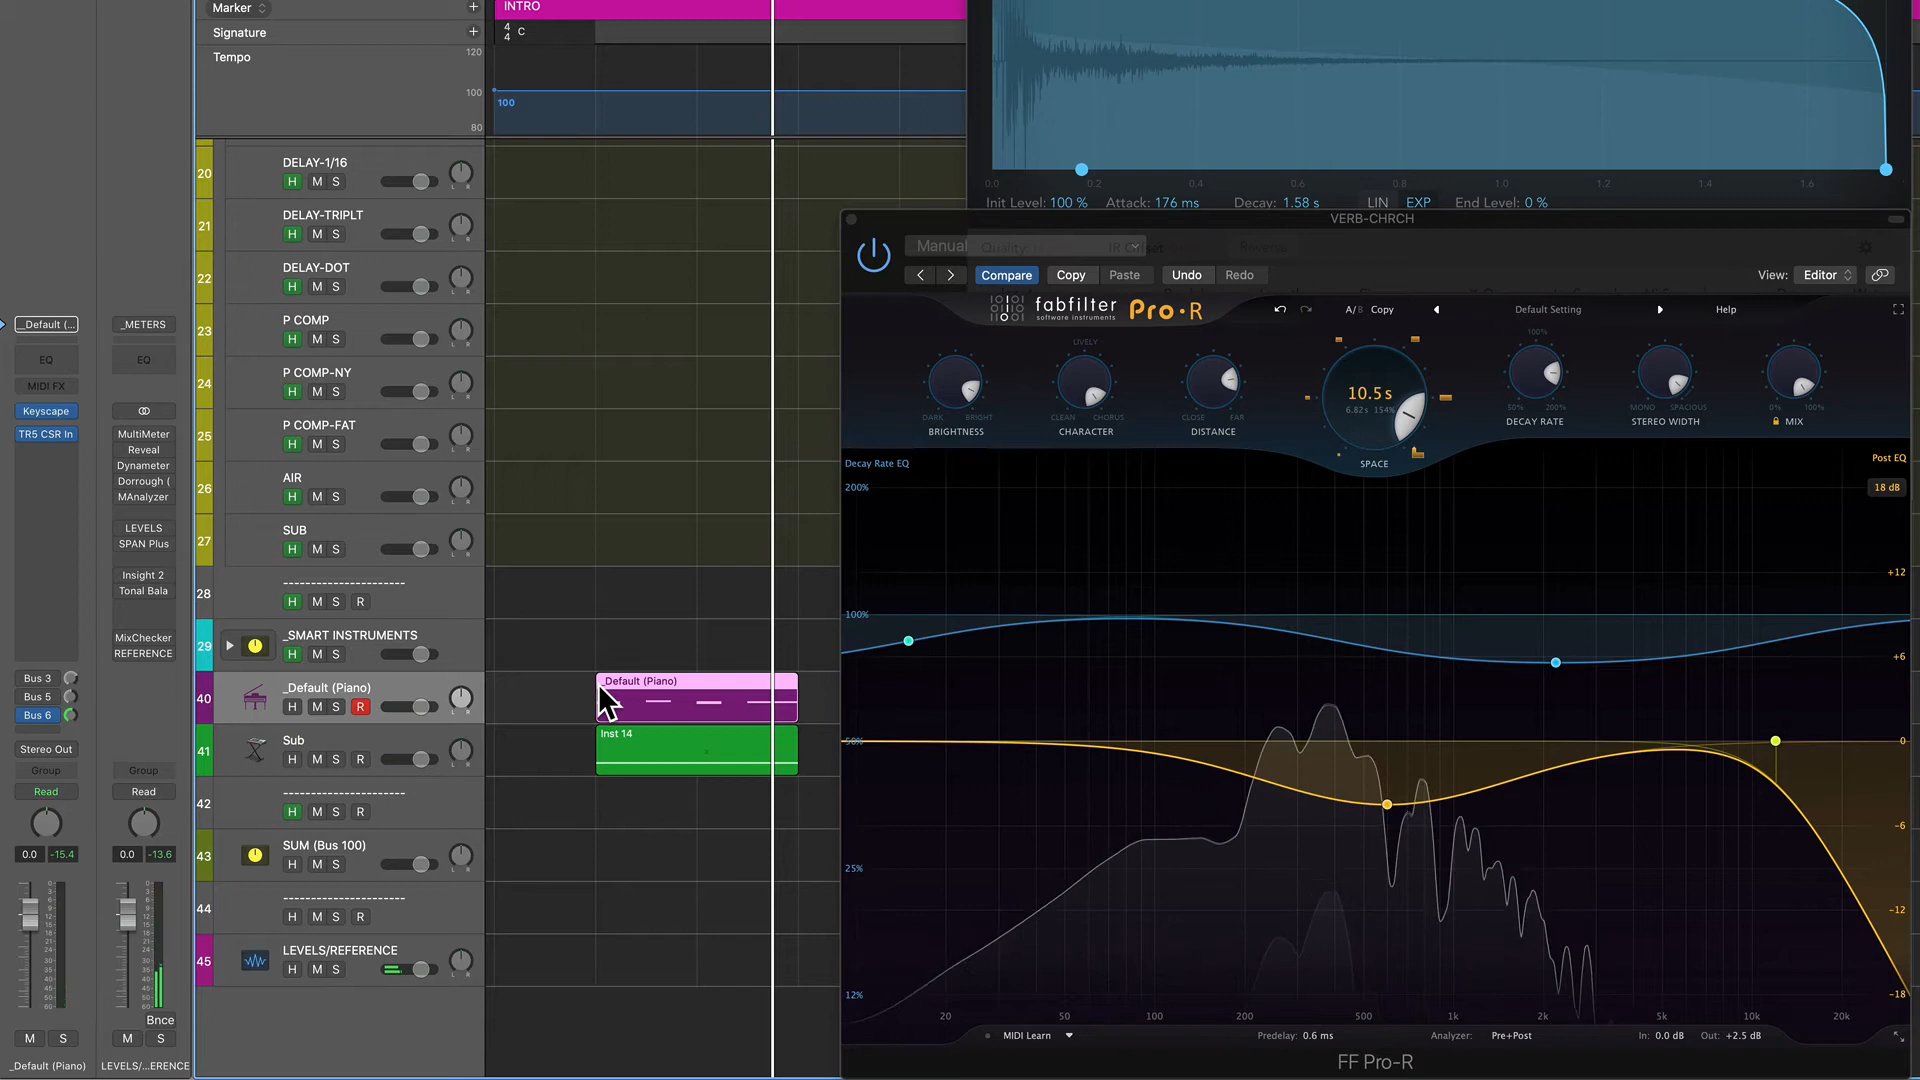 Marker
INTRO
Signature
4
4
C
Tempo
120
100
80
100
0.0
0.2
0.4
0.6
0.8
1.0
1.2
1.4
1.6
Init Level: 100 %
Attack: 176 ms
Decay: 1.58 s
LIN
EXP
End Level: 0 %
VERB-CHRCH
Manual
Quality:
IR Offset
Reverse
Compare
Copy
Paste
Undo
Redo
View:
Editor
fabfilter
software instruments
Pro·R
A/B
Copy
Default Setting
Help
LIVELY
100%
10.5 s
6.82s 154%
DARK
BRIGHT
BRIGHTNESS
CLEAN
CHORUS
CHARACTER
CLOSE
FAR
DISTANCE
SPACE
50%
200%
DECAY RATE
MONO
SPACIOUS
STEREO WIDTH
0%
100%
MIX
Decay Rate EQ
Post EQ
200%
18 dB
+12
100%
+6
50%
0
-6
25%
-12
12%
-18
20
50
100
200
500
1k
2k
5k
10k
20k
MIDI Learn
Predelay: 0.6 ms
Analyzer:
Pre+Post
In: 0.0 dB
Out: +2.5 dB
FF Pro-R
20
DELAY-1/16
H M S
L R
21
DELAY-TRIPLT
H M S
L R
22
DELAY-DOT
H M S
L R
23
P COMP
H M S
L R
24
P COMP-NY
H M S
L R
25
P COMP-FAT
H M S
L R
26
AIR
H M S
L R
27
SUB
H M S
L R
28
----------------------
H M S R
29
_SMART INSTRUMENTS
H M S
40
_Default (Piano)
H M S R
L R
_Default (Piano)
41
Sub
H M S R
L R
Inst 14
42
----------------------
H M S R
43
SUM (Bus 100)
H M S
L R
44
----------------------
H M S R
45
LEVELS/REFERENCE
H M S
L R
_Default (...
EQ
MIDI FX
Keyscape
TR5 CSR In
Bus 3
Bus 5
Bus 6
Stereo Out
Group
Read
0.0
-15.4
M S
_Default (Piano)
_METERS
EQ
MultiMeter
Reveal
Dynameter
Dorrough (
MAnalyzer
LEVELS
SPAN Plus
Insight 2
Tonal Bala
MixChecker
REFERENCE
Group
Read
0.0
-13.6
Bnce
M S
LEVELS/...ERENCE